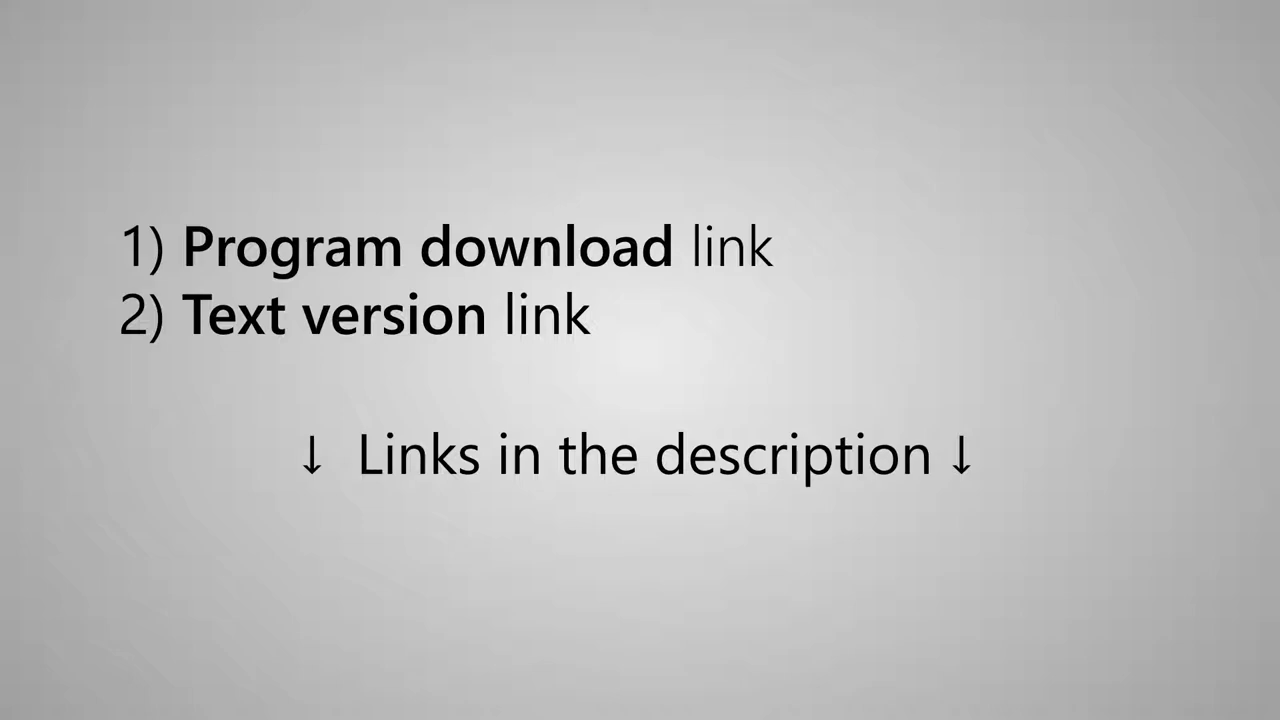 1) Program download link
2) Text version link
↓ Links in the description ↓